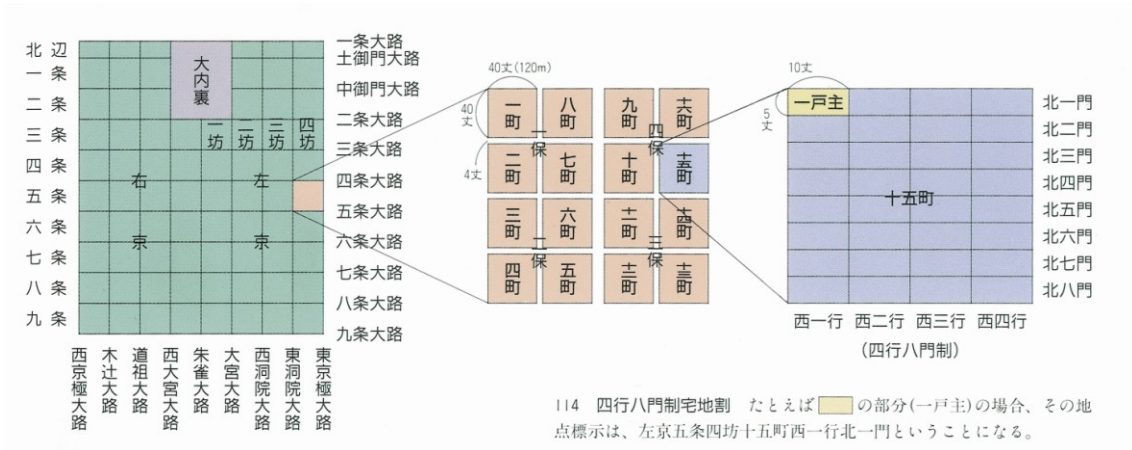 北辺
一条
二条
三条
四条
五条
六条
七条
八条
九条
大内裏
一坊
二坊
三坊
四坊
右京
左京
一条大路
土御門大路
中御門大路
二条大路
三条大路
四条大路
五条大路
六条大路
七条大路
八条大路
九条大路
西京極大路
木辻大路
道祖大路
西大宮大路
朱雀大路
大宮大路
西洞院大路
東洞院大路
東京極大路
40丈(120m)
40丈
4丈
一町
八町
九町
十六町
一保
四保
二町
七町
十町
十五町
三町
六町
十一町
十四町
二保
三保
四町
五町
十二町
十三町
10丈
5丈
一戸主
十五町
北一門
北二門
北三門
北四門
北五門
北六門
北七門
北八門
西一行
西二行
西三行
西四行
(四行八門制)
114 四行八門制宅地割 たとえば の部分(一戸主)の場合、その地
点標示は、左京五条四坊十五町西一行北一門ということになる。